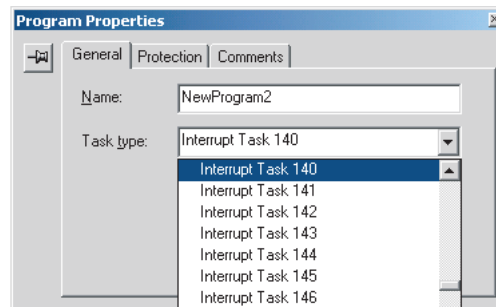 Program Properties
General Protection Comments
Name: NewProgram2
Task type: Interrupt Task 140
Interrupt Task 140
Interrupt Task 141
Interrupt Task 142
Interrupt Task 143
Interrupt Task 144
Interrupt Task 145
Interrupt Task 146